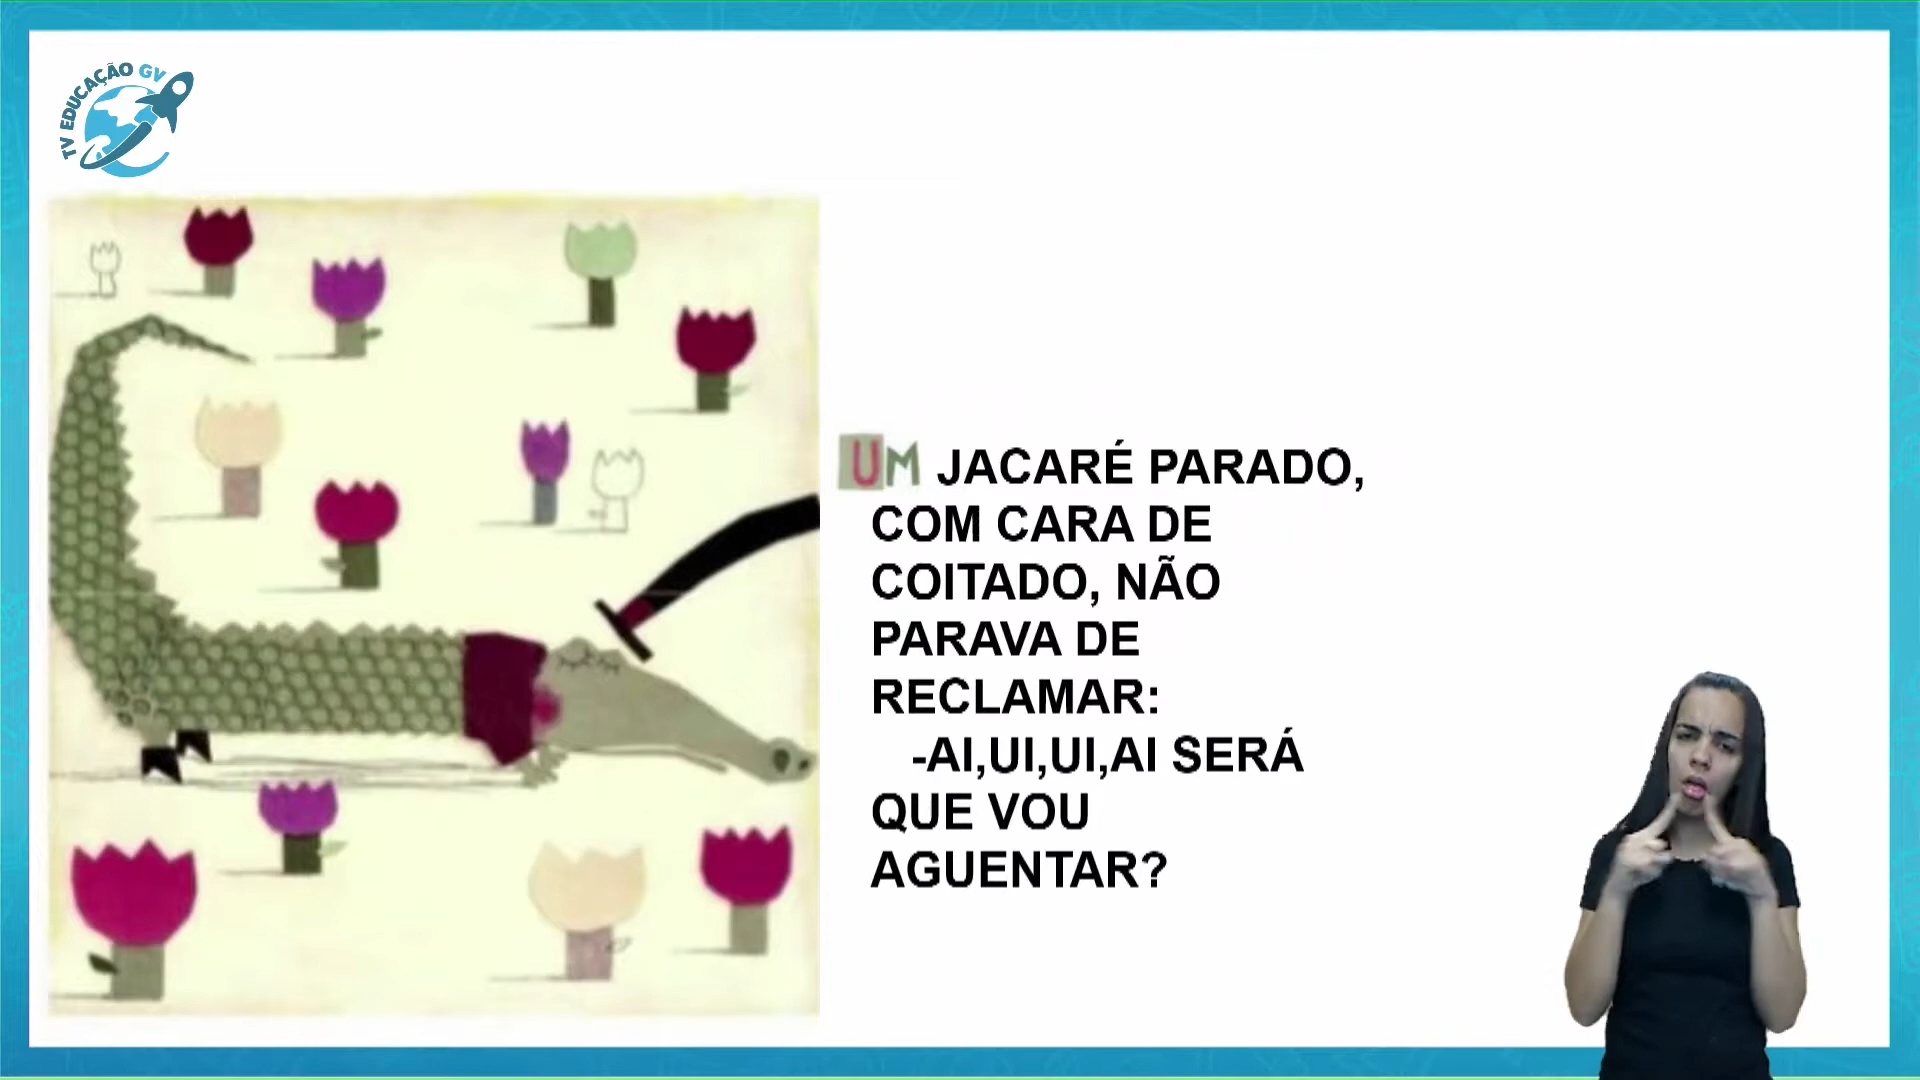 TV EDUCAÇÃO GV
UM JACARÉ PARADO,
COM CARA DE
COITADO, NÃO
PARAVA DE
RECLAMAR:
-AI,UI,UI,AI SERÁ
QUE VOU
AGUENTAR?